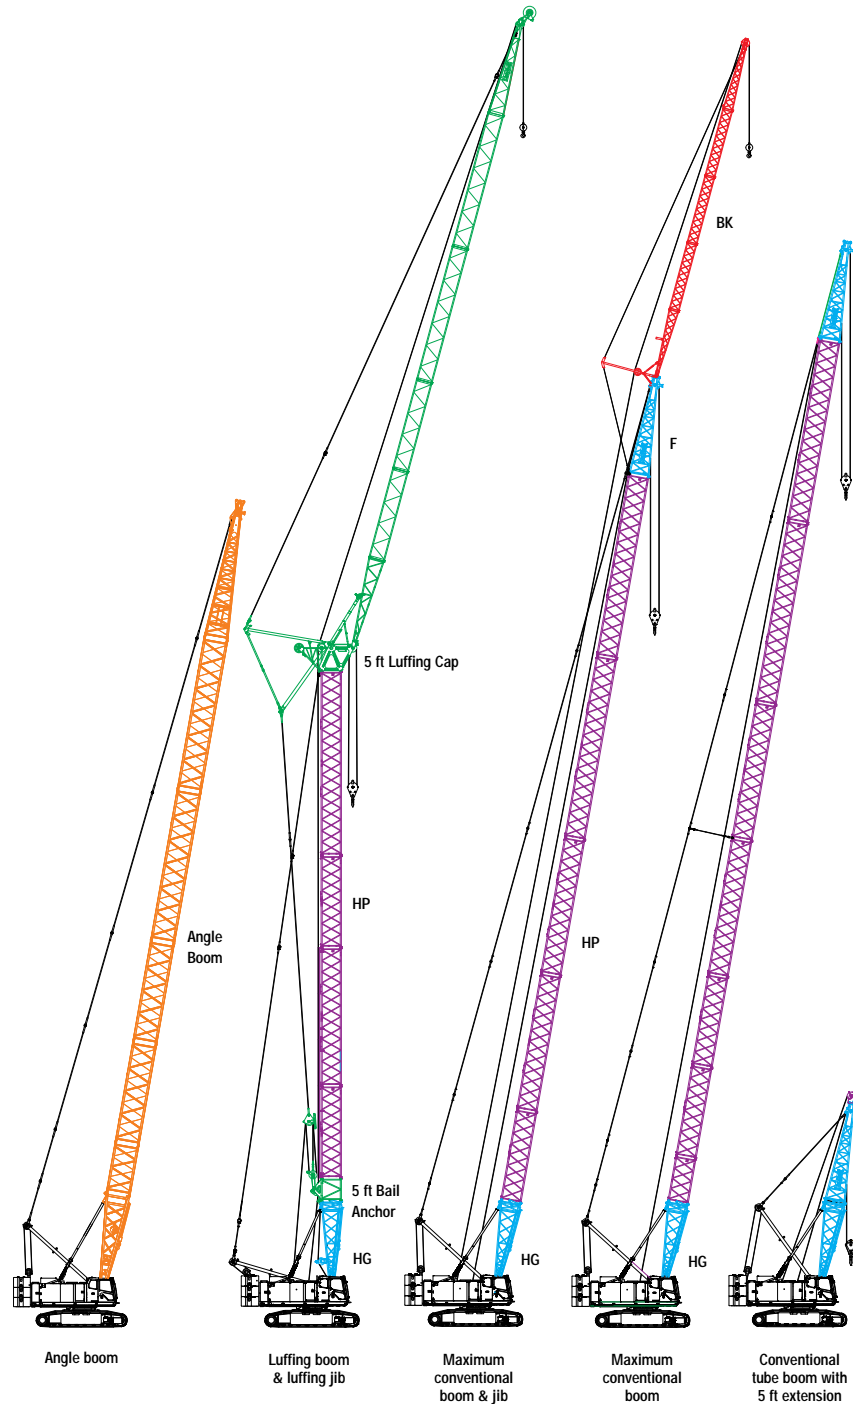 BK
F
5 ft Luffing Cap
HP
Angle
Boom
HP
5 ft Bail
Anchor
HG
HG
HG
Angle boom
Luffing boom
& luffing jib
Maximum
conventional
boom & jib
Maximum
conventional
boom
Conventional
tube boom with
5 ft extension